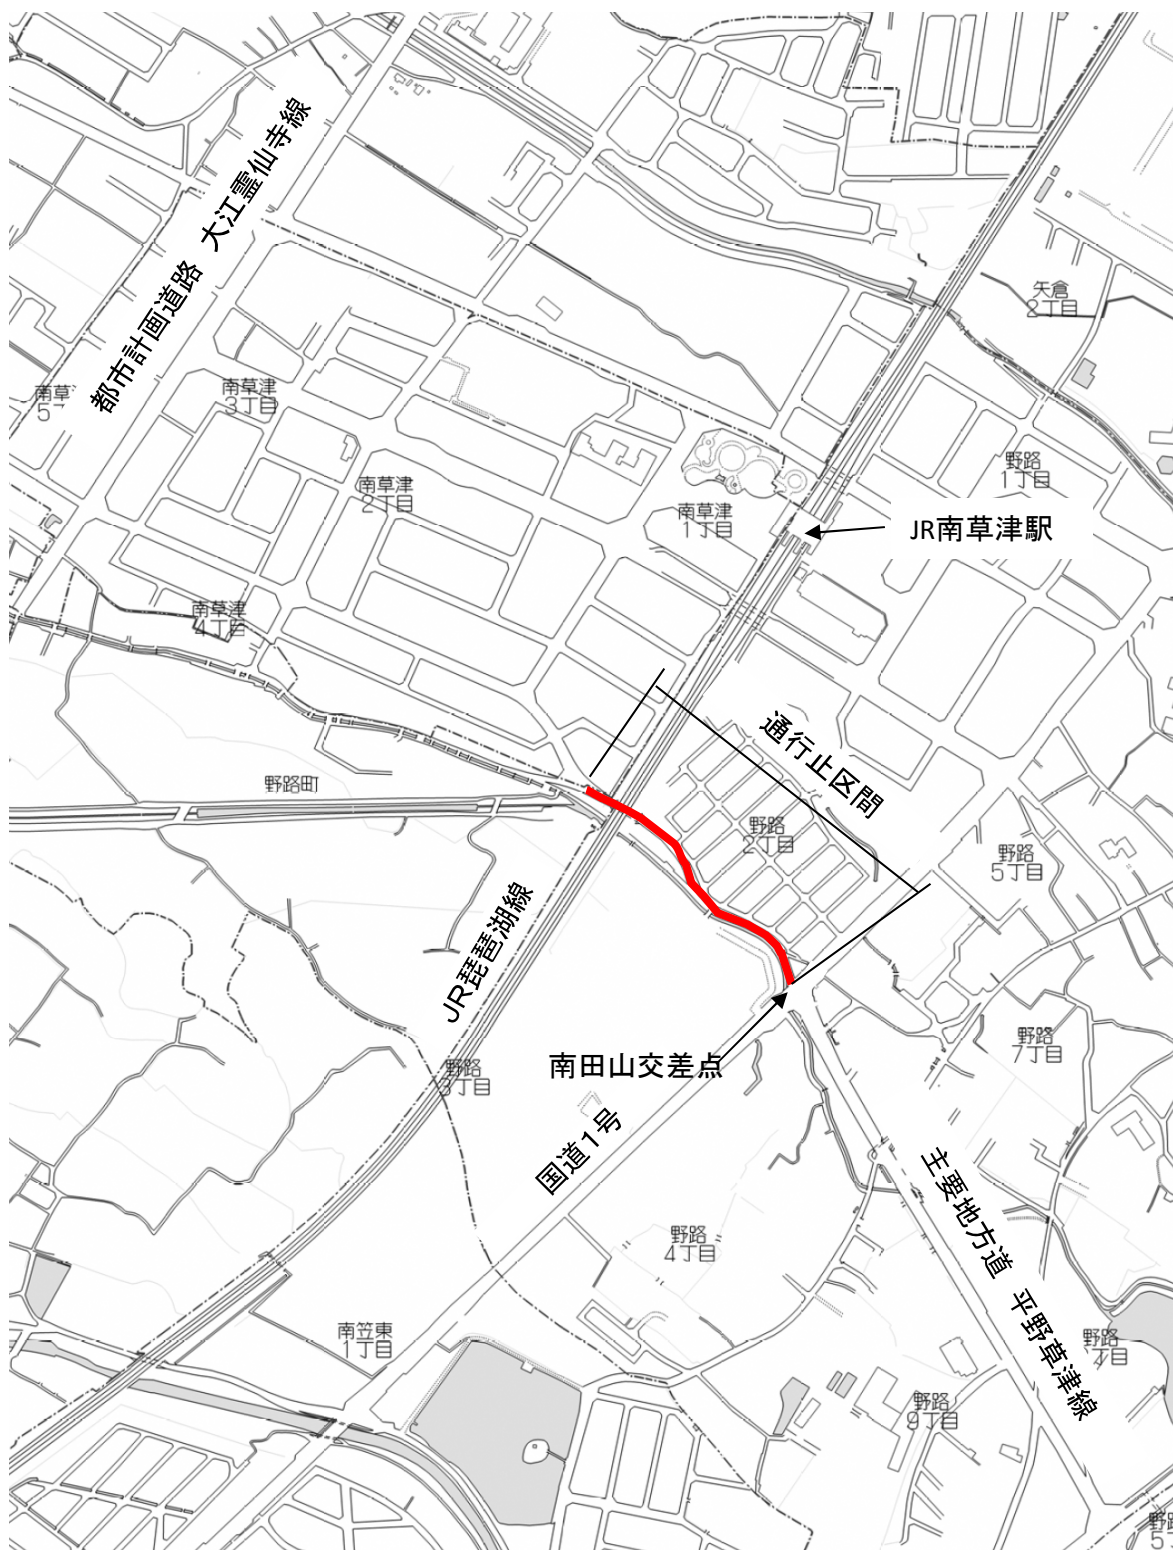 都市計画道路　大江霊仙寺線
矢倉
2丁目
南草
5
南草津
3丁目
野路
1丁目
南草津
2丁目
南草津
1丁目
JR南草津駅
南草津
4丁目
通行止区間
野路町
野路
2丁目
野路
5丁目
JR琵琶湖線
野路
7丁目
南田山交差点
野路
3丁目
国道1号
主要地方道　平野草津線
野路
4丁目
南笠東
1丁目
野路
丁目
野路
9丁目
野路
5